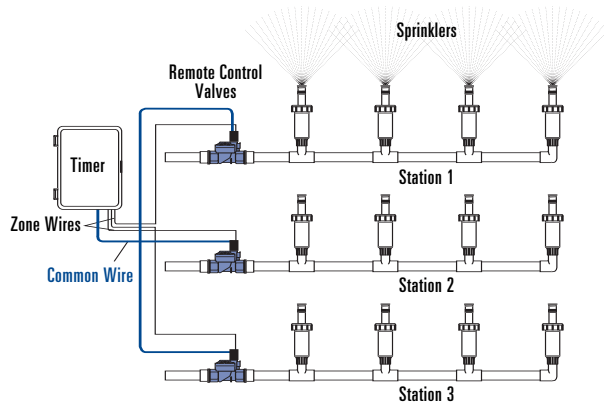 Sprinklers
Remote Control
Valves
Timer
Station 1
Zone Wires
Common Wire
Station 2
Station 3